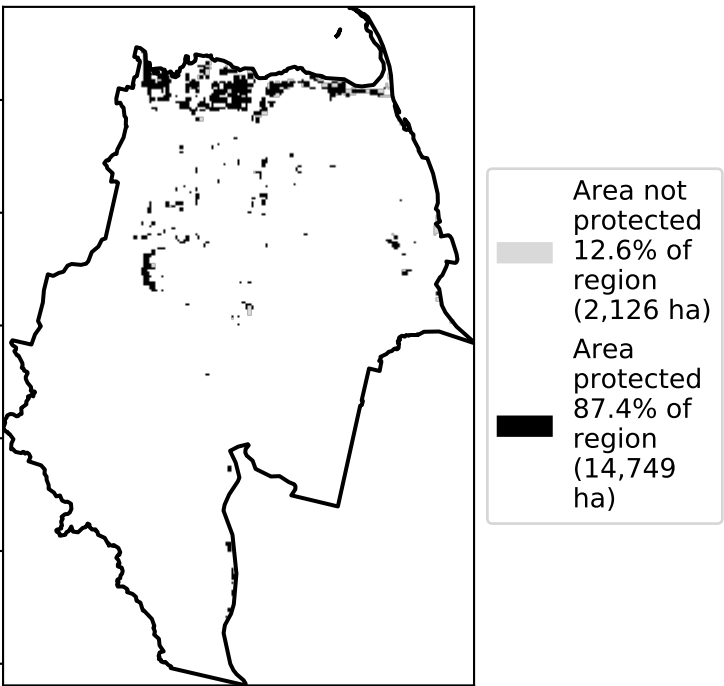 Area not
protected
12.6% of
region
(2,126 ha)
Area
protected
87.4% of
region
(14,749
ha)